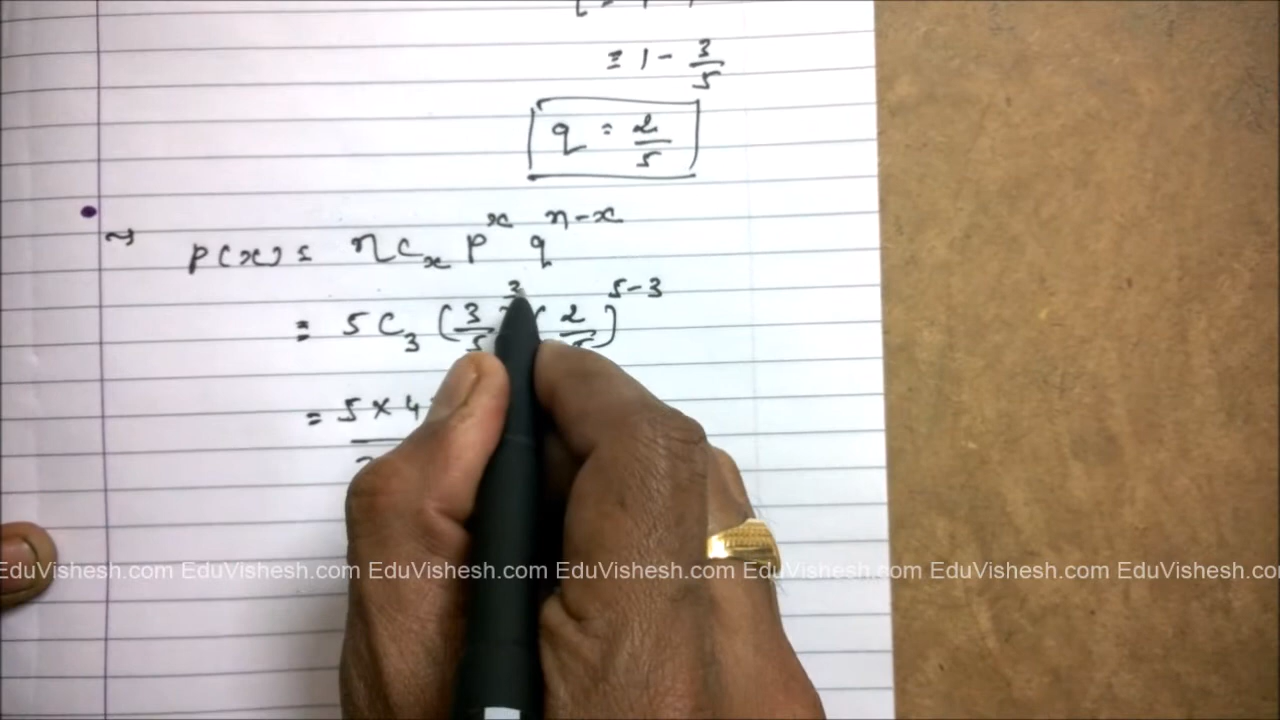 = 1 - 3/5
q = 2/5
p(x) = nCx p^x q^n-x
= 5C3 (3/5)^3 (2/5)^5-3
= 5 × 4
EduVishesh.com EduVishesh.com EduVishesh.com EduVishesh.com EduVishesh.com EduVishesh.com EduVishesh.com